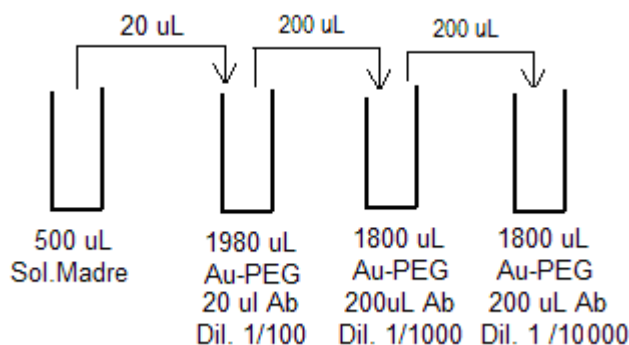 20 uL
200 uL
200 uL
500 uL
Sol.Madre
1980 uL
Au-PEG
20 ul Ab
Dil. 1/100
1800 uL
Au-PEG
200uL Ab
Dil. 1/1000
1800 uL
Au-PEG
200 uL Ab
Dil. 1 /10000